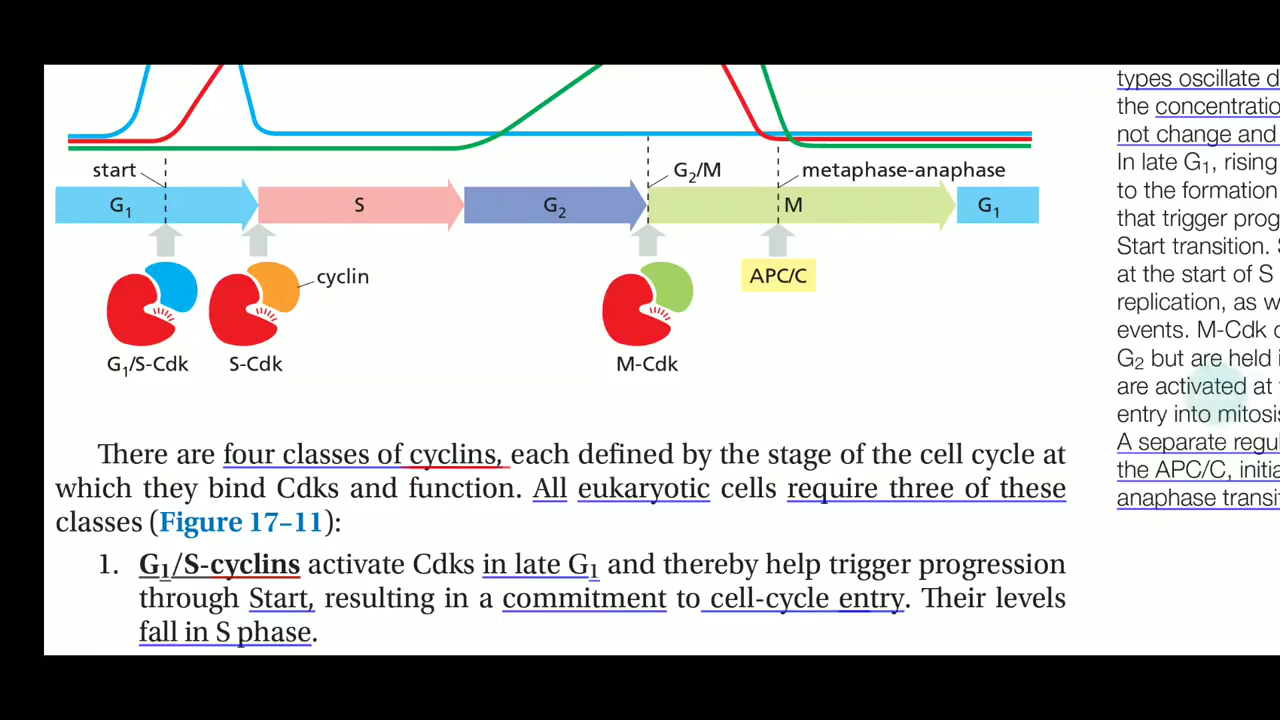 start
G₂/M
metaphase-anaphase
G₁
S
G₂
M
G₁
cyclin
APC/C
G₁/S-Cdk
S-Cdk
M-Cdk
There are four classes of cyclins, each defined by the stage of the cell cycle at
which they bind Cdks and function. All eukaryotic cells require three of these
classes (Figure 17–11):
1. G₁/S-cyclins activate Cdks in late G₁ and thereby help trigger progression
through Start, resulting in a commitment to cell-cycle entry. Their levels
fall in S phase.
types oscillate d
the concentratio
not change and
In late G₁, rising
to the formation
that trigger prog
Start transition.
at the start of S
replication, as w
events. M-Cdk
G₂ but are held i
are activated at
entry into mitosis
A separate regul
the APC/C, initia
anaphase transit